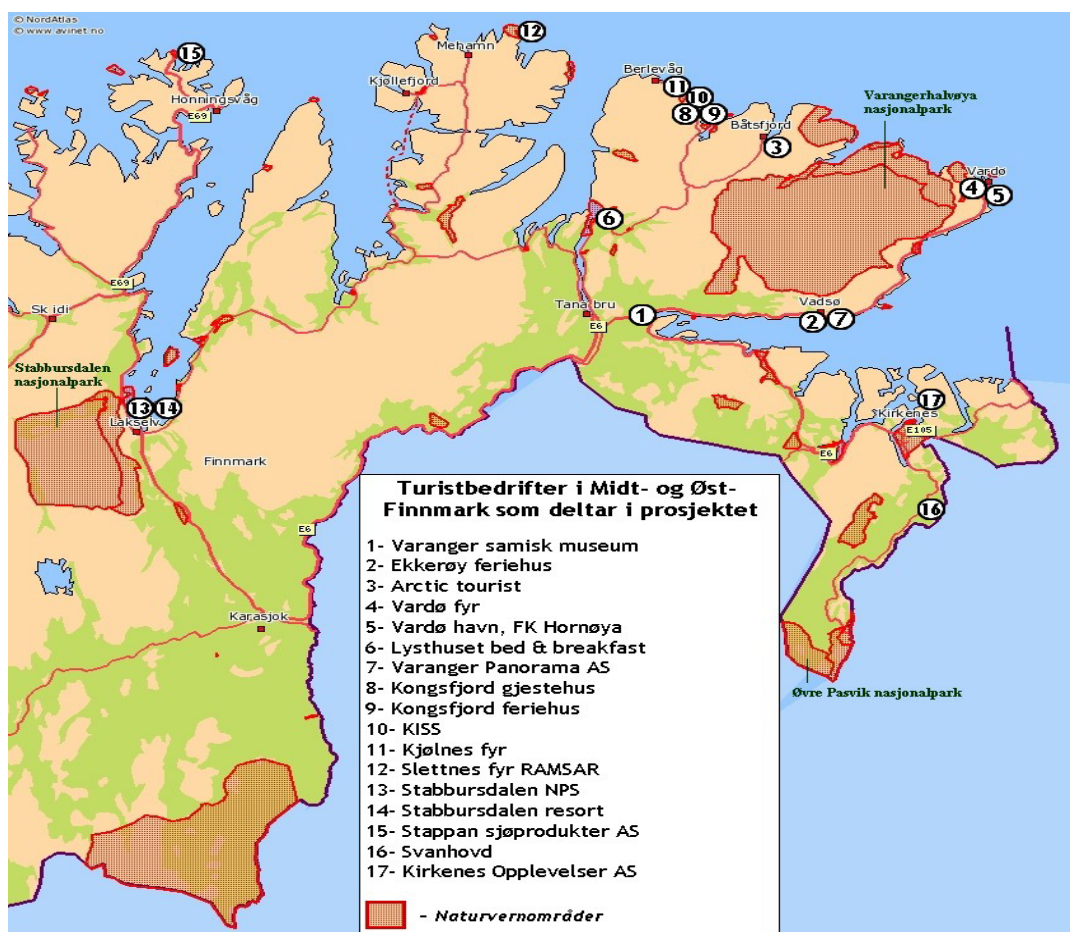 © NordAtlas
© www.avinet.no
15
12
Mehamn
Kjøllefjord
Honningsvåg
E69
Berlevåg
11
10
8
9
Båtsfjord
3
Varangerhalvøya
nasjonalpark
Vardø
4
5
6
E69
Skidi
Tana bru
E6
1
Vadsø
2
7
Stabbursdalen
nasjonalpark
13
14
Lakselv
Finnmark
17
Kirkenes
E105
E6
16
E6
Karasjok
Øvre Pasvik nasjonalpark
Turistbedrifter i Midt- og Øst-
Finnmark som deltar i prosjektet
1- Varanger samisk museum
2- Ekkerøy feriehus
3- Arctic tourist
4- Vardø fyr
5- Vardø havn, FK Hornøya
6- Lysthuset bed & breakfast
7- Varanger Panorama AS
8- Kongsfjord gjestehus
9- Kongsfjord feriehus
10- KISS
11- Kjølnes fyr
12- Slettnes fyr RAMSAR
13- Stabbursdalen NPS
14- Stabbursdalen resort
15- Stappan sjøprodukter AS
16- Svanhovd
17- Kirkenes Opplevelser AS
- Naturvernområder